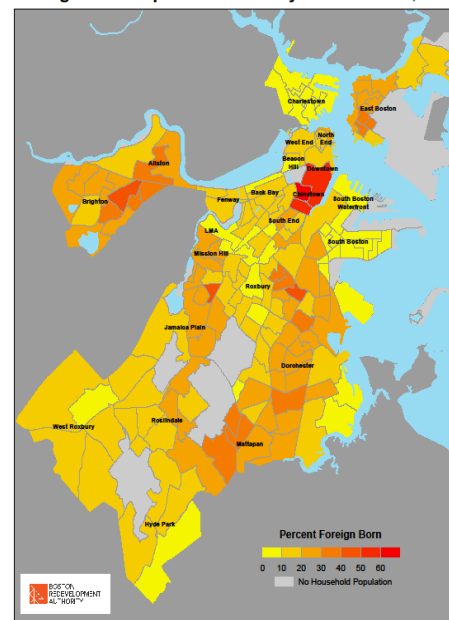 Charlestown
East Boston
North
End
West End
Beacon
Hill
Downtown
Allston
Brighton
Back Bay
Chinatown
Fenway
South Boston
Waterfront
South End
LMA
South Boston
Mission Hill
Roxbury
Jamaica Plain
Dorchester
West Roxbury
Roslindale
Mattapan
Hyde Park
Percent Foreign Born
0 10 20 30 40 50 60
No Household Population
BOSTON
REDEVELOPMENT
AUTHORITY